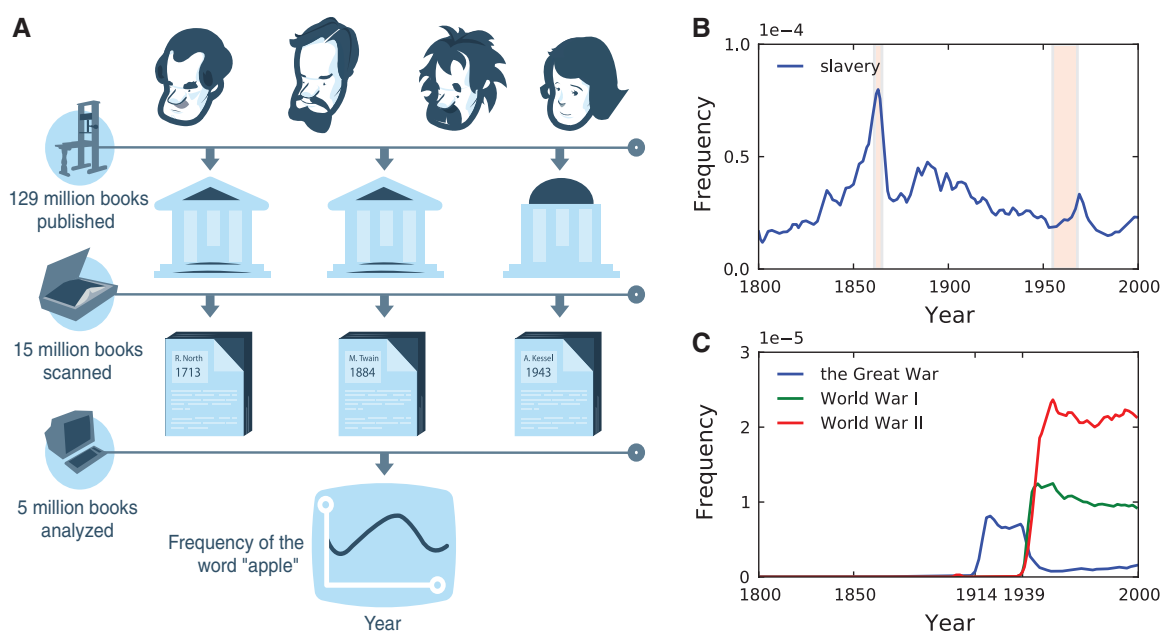 A
129 million books
published
15 million books
scanned
R. North
1713
M. Twain
1884
A. Kessel
1943
5 million books
analyzed
Frequency of the
word "apple"
Year
B
1e-4
1.0
0.5
0.0
Frequency
slavery
1800
1850
1900
1950
2000
Year
C
1e-5
3
2
1
0
Frequency
the Great War
World War I
World War II
1800
1850
1914
1939
2000
Year